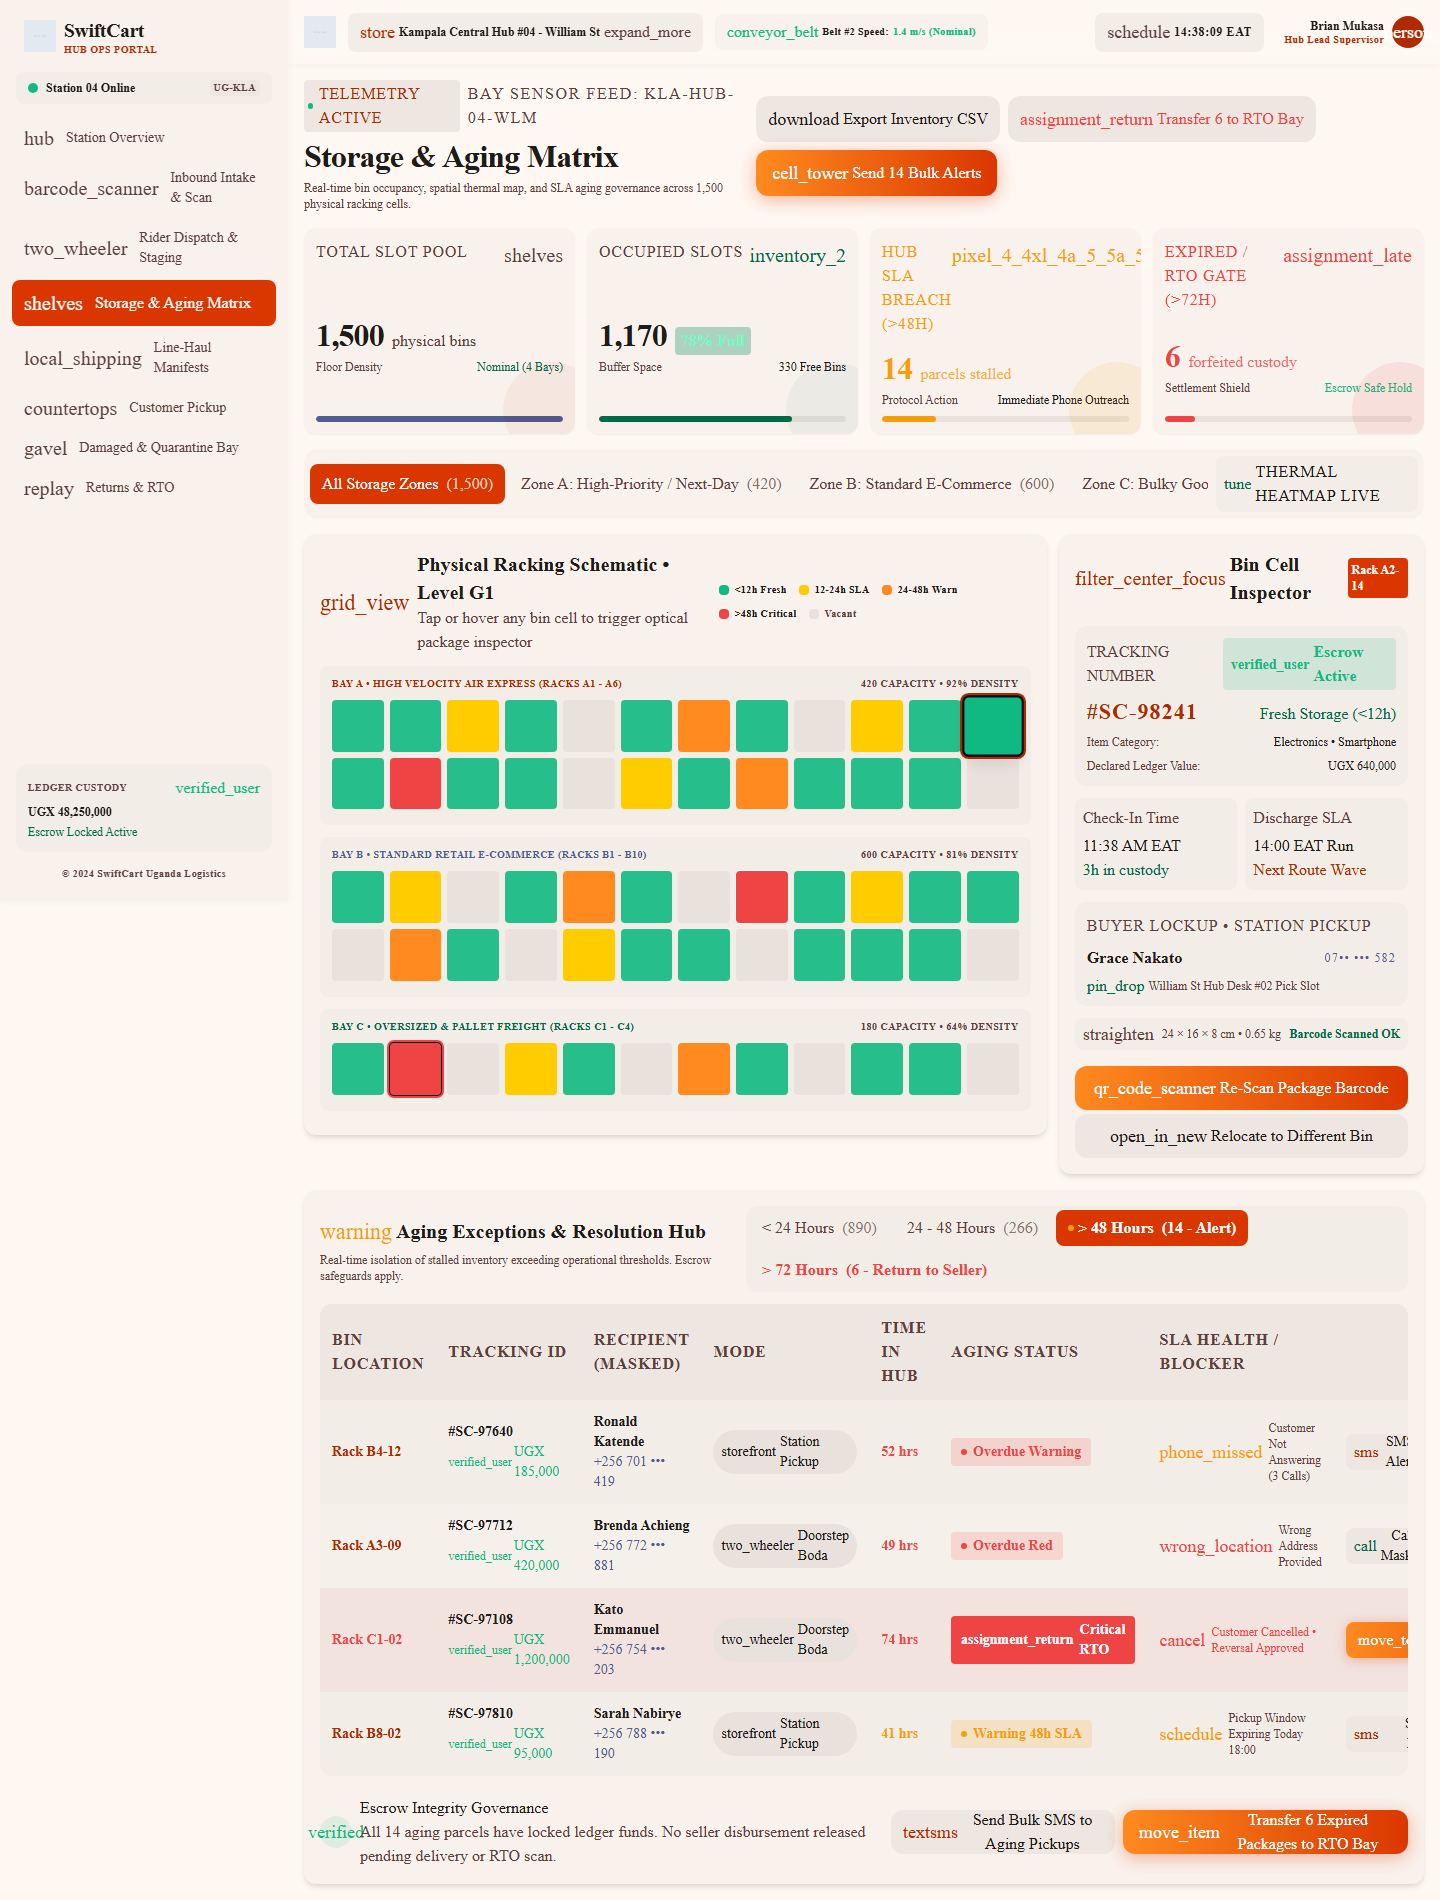 SwiftCart
HUB OPS PORTAL
Station 04 Online UG-KLA
hub Station Overview
barcode_scanner Inbound Intake
& Scan
two_wheeler Rider Dispatch &
Staging
shelves Storage & Aging Matrix
local_shipping Line-Haul
Manifests
countertops Customer Pickup
gavel Damaged & Quarantine Bay
replay Returns & RTO
LEDGER CUSTODY verified_user
UGX 48,250,000
Escrow Locked Active
© 2024 SwiftCart Uganda Logistics
store Kampala Central Hub #04 - William St expand_more
conveyor_belt Belt #2 Speed: 1.4 m/s (Nominal)
schedule 14:38:09 EAT
Brian Mukasa
Hub Lead Supervisor
TELEMETRY
ACTIVE
BAY SENSOR FEED: KLA-HUB-
04-WLM
Storage & Aging Matrix
Real-time bin occupancy, spatial thermal map, and SLA aging governance across 1,500
physical racking cells.
download Export Inventory CSV
assignment_return Transfer 6 to RTO Bay
cell_tower Send 14 Bulk Alerts
TOTAL SLOT POOL shelves
1,500 physical bins
Floor Density Nominal (4 Bays)
OCCUPIED SLOTS inventory_2
1,170 78% Full
Buffer Space 330 Free Bins
HUB
SLA
BREACH
(>48H)
pixel_4_4xl_4a_5_5a_5
14 parcels stalled
Protocol Action Immediate Phone Outreach
EXPIRED /
RTO GATE
(>72H)
assignment_late
6 forfeited custody
Settlement Shield Escrow Safe Hold
All Storage Zones (1,500) Zone A: High-Priority / Next-Day (420) Zone B: Standard E-Commerce (600) Zone C: Bulky Goo
tune THERMAL
HEATMAP LIVE
grid_view
Physical Racking Schematic •
Level G1
Tap or hover any bin cell to trigger optical
package inspector
<12h Fresh 12-24h SLA 24-48h Warn
>48h Critical Vacant
BAY A • HIGH VELOCITY AIR EXPRESS (RACKS A1 - A6) 420 CAPACITY • 92% DENSITY
BAY B • STANDARD RETAIL E-COMMERCE (RACKS B1 - B10) 600 CAPACITY • 81% DENSITY
BAY C • OVERSIZED & PALLET FREIGHT (RACKS C1 - C4) 180 CAPACITY • 64% DENSITY
filter_center_focus Bin Cell
Inspector
Rack A2-
14
TRACKING
NUMBER
verified_user Escrow
Active
#SC-98241 Fresh Storage (<12h)
Item Category: Electronics • Smartphone
Declared Ledger Value: UGX 640,000
Check-In Time
11:38 AM EAT
3h in custody
Discharge SLA
14:00 EAT Run
Next Route Wave
BUYER LOCKUP • STATION PICKUP
Grace Nakato 07•• ••• 582
pin_drop William St Hub Desk #02 Pick Slot
straighten 24 × 16 × 8 cm • 0.65 kg Barcode Scanned OK
qr_code_scanner Re-Scan Package Barcode
open_in_new Relocate to Different Bin
warning Aging Exceptions & Resolution Hub
Real-time isolation of stalled inventory exceeding operational thresholds. Escrow
safeguards apply.
< 24 Hours (890) 24 - 48 Hours (266) > 48 Hours (14 - Alert)
> 72 Hours (6 - Return to Seller)
BIN
LOCATION
TRACKING ID
RECIPIENT
(MASKED)
MODE
TIME
IN
HUB
AGING STATUS
SLA HEALTH /
BLOCKER
Rack B4-12
#SC-97640
verified_user UGX
185,000
Ronald
Katende
+256 701 •••
419
storefront Station
Pickup
52 hrs
Overdue Warning
phone_missed Customer
Not
Answering
(3 Calls)
sms
Rack A3-09
#SC-97712
verified_user UGX
420,000
Brenda Achieng
+256 772 •••
881
two_wheeler Doorstep
Boda
49 hrs
Overdue Red
wrong_location Wrong
Address
Provided
call
Rack C1-02
#SC-97108
verified_user UGX
1,200,000
Kato
Emmanuel
+256 754 •••
203
two_wheeler Doorstep
Boda
74 hrs
assignment_return Critical
RTO
cancel Customer Cancelled •
Reversal Approved
Rack B8-02
#SC-97810
verified_user UGX
95,000
Sarah Nabirye
+256 788 •••
190
storefront Station
Pickup
41 hrs
Warning 48h SLA
schedule Pickup Window
Expiring Today
18:00
sms
verified
Escrow Integrity Governance
All 14 aging parcels have locked ledger funds. No seller disbursement released
pending delivery or RTO scan.
textsms Send Bulk SMS to
Aging Pickups
move_item Transfer 6 Expired
Packages to RTO Bay